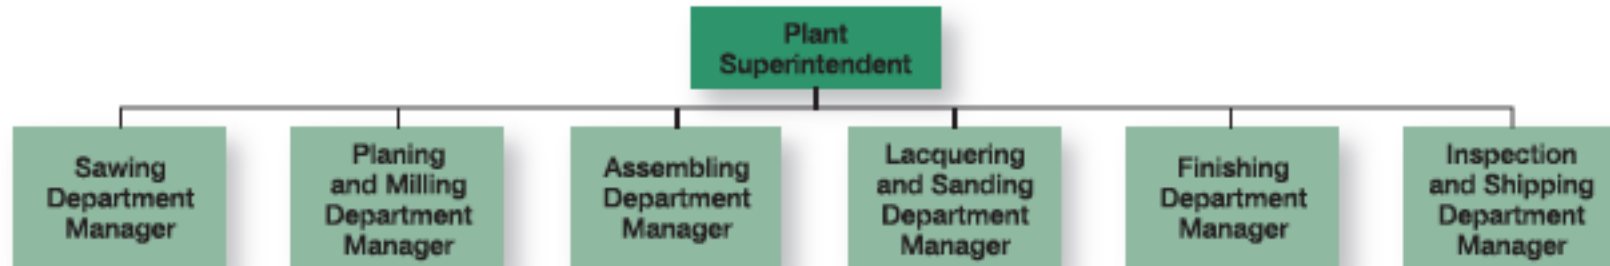 Plant
Superintendent
Sawing
Department
Manager
Planing
and Milling
Department
Manager
Assembling
Department
Manager
Lacquering
and Sanding
Department
Manager
Finishing
Department
Manager
Inspection
and Shipping
Department
Manager